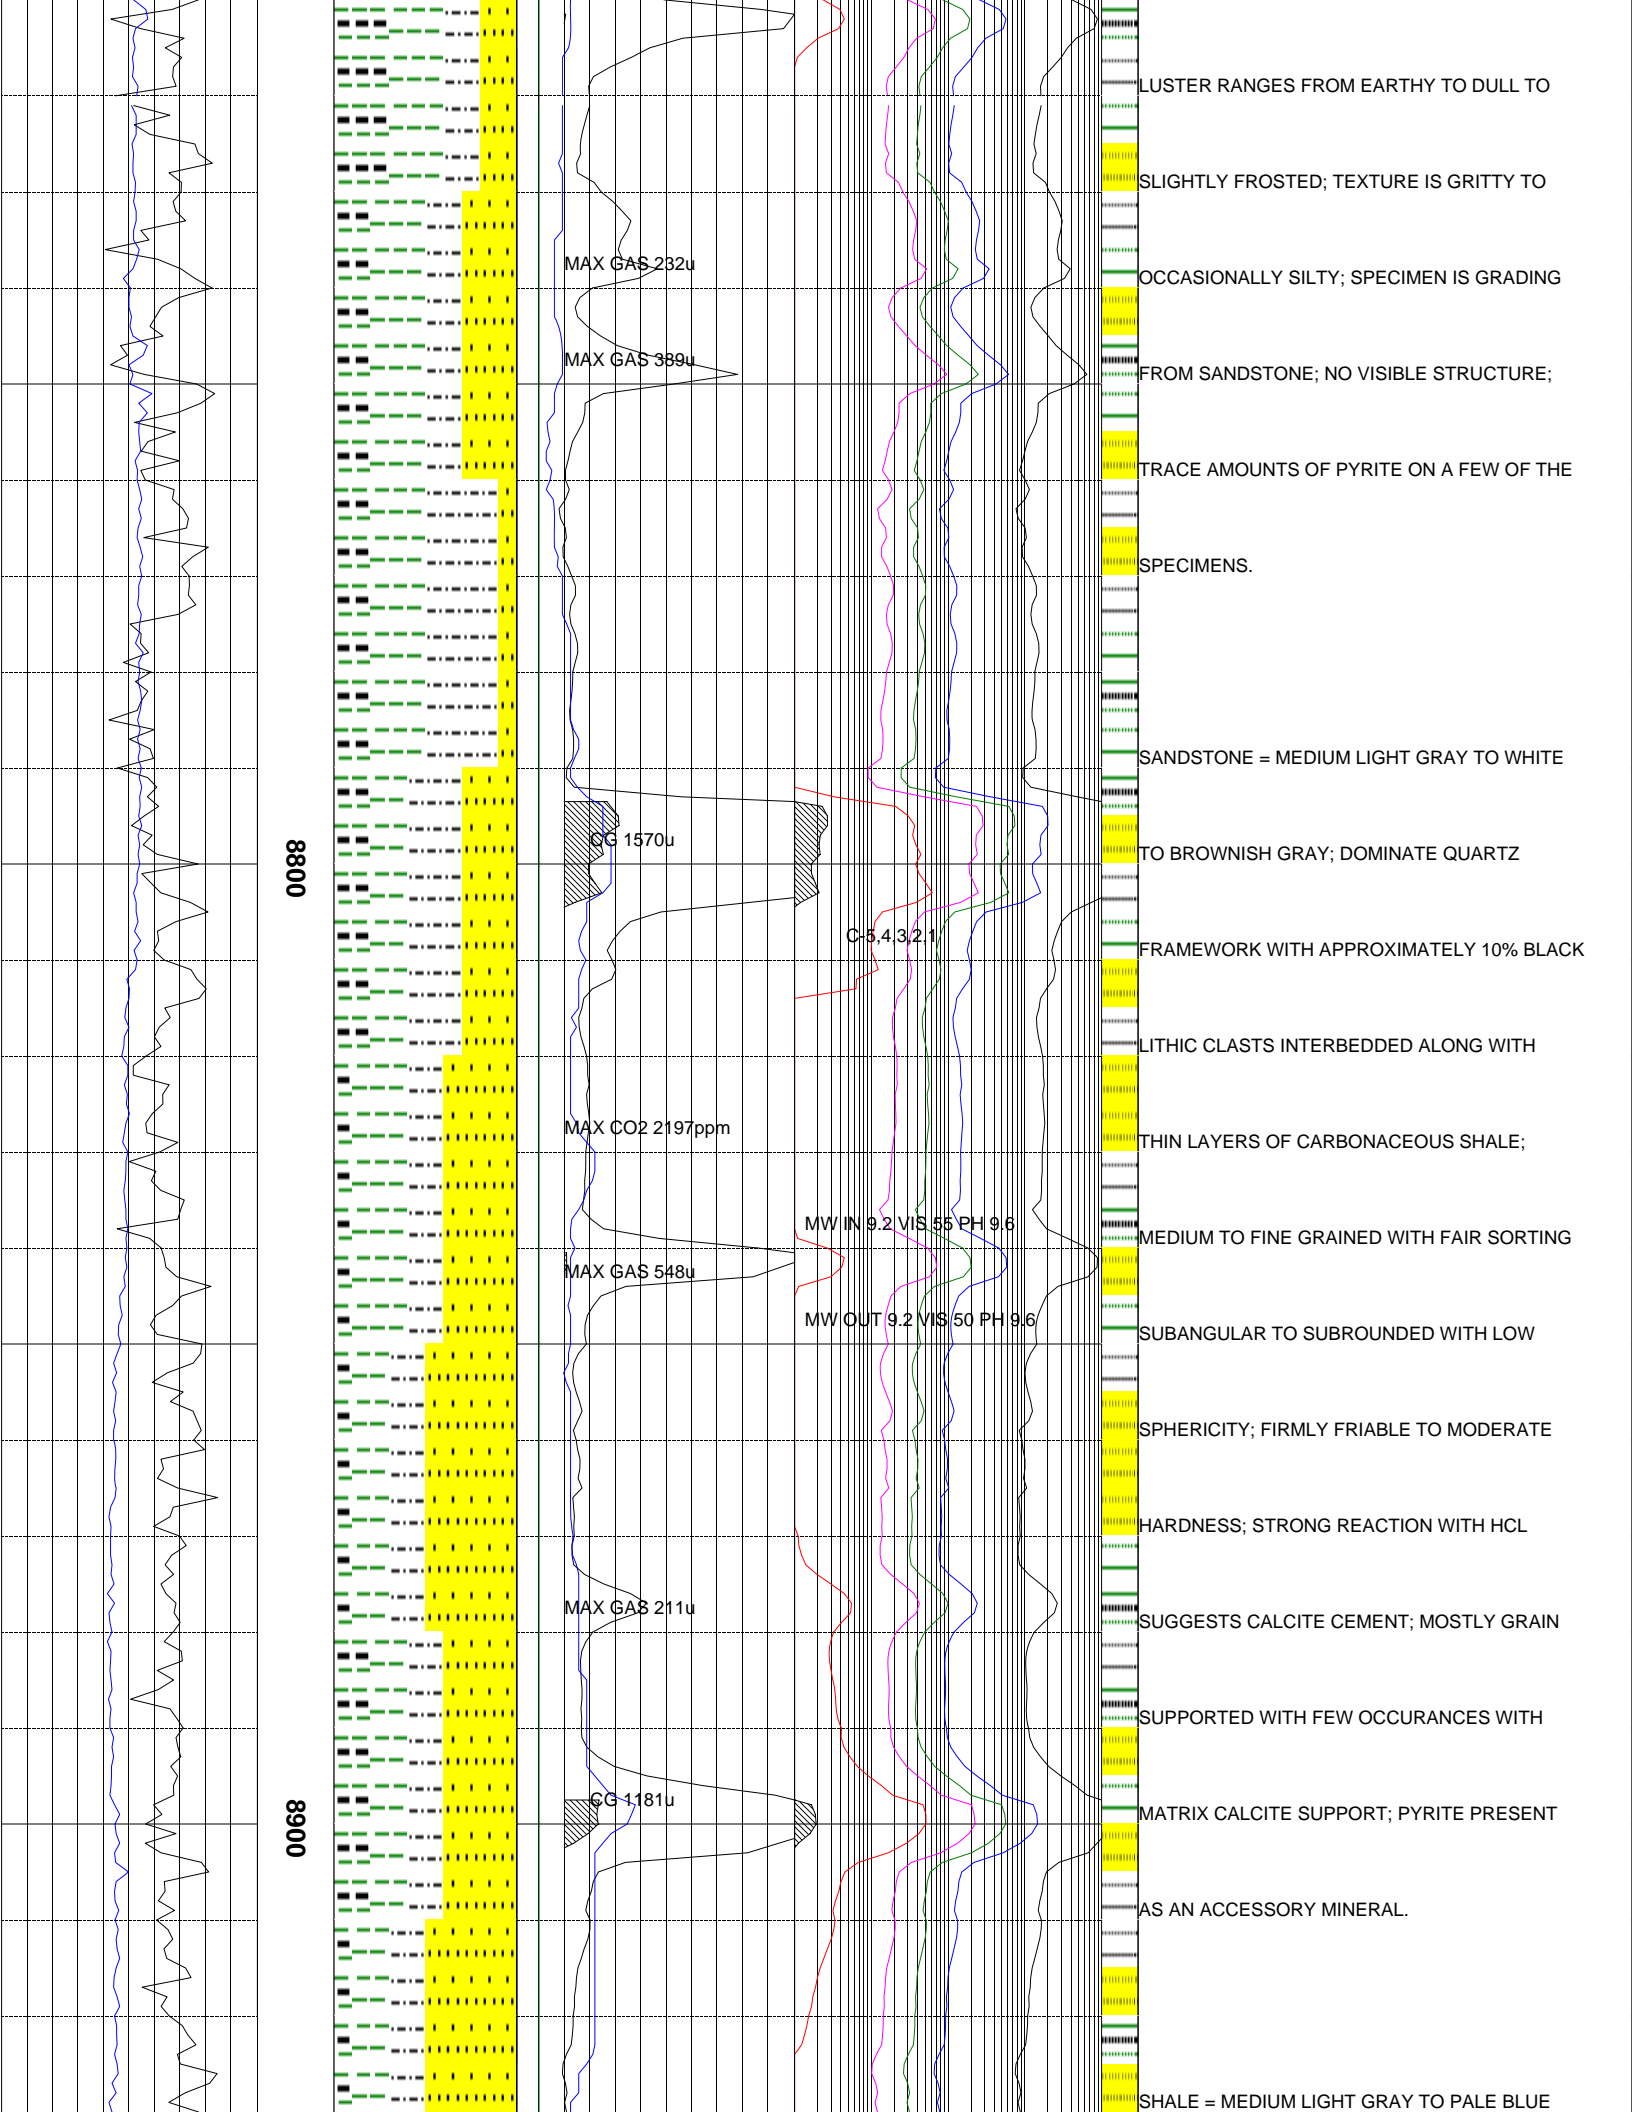 LUSTER RANGES FROM EARTHY TO DULL TO
SLIGHTLY FROSTED; TEXTURE IS GRITTY TO
MAX GAS 232u
OCCASIONALLY SILTY; SPECIMEN IS GRADING
MAX GAS 389u
FROM SANDSTONE; NO VISIBLE STRUCTURE;
TRACE AMOUNTS OF PYRITE ON A FEW OF THE
SPECIMENS.
SANDSTONE = MEDIUM LIGHT GRAY TO WHITE
8800
CG 1570u
TO BROWNISH GRAY; DOMINATE QUARTZ
C-5,4,3,2,1
FRAMEWORK WITH APPROXIMATELY 10% BLACK
LITHIC CLASTS INTERBEDDED ALONG WITH
MAX CO2 2197ppm
THIN LAYERS OF CARBONACEOUS SHALE;
MW IN 9.2 VIS 55 PH 9.6
MEDIUM TO FINE GRAINED WITH FAIR SORTING
MAX GAS 548u
MW OUT 9.2 VIS 50 PH 9.6
SUBANGULAR TO SUBROUNDED WITH LOW
SPHERICITY; FIRMLY FRIABLE TO MODERATE
HARDNESS; STRONG REACTION WITH HCL
MAX GAS 211u
SUGGESTS CALCITE CEMENT; MOSTLY GRAIN
SUPPORTED WITH FEW OCCURANCES WITH
8900
CG 1181u
MATRIX CALCITE SUPPORT; PYRITE PRESENT
AS AN ACCESSORY MINERAL.
SHALE = MEDIUM LIGHT GRAY TO PALE BLUE